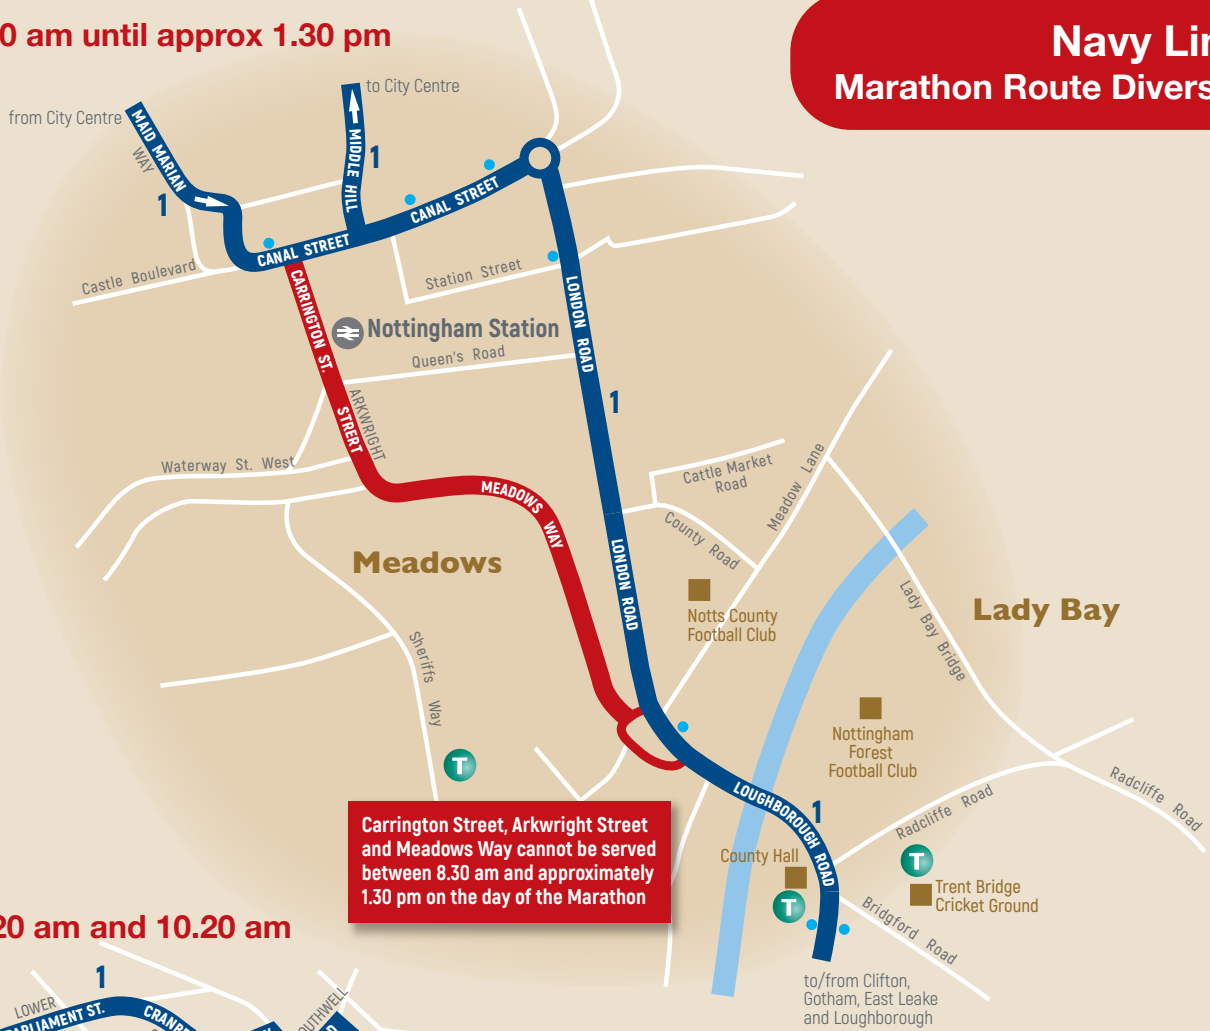 0 am until approx 1.30 pm
Navy Lin
Marathon Route Divers
to City Centre
from City Centre
MAID MARIAN
WAY
1
MIDDLE HILL
1
CANAL STREET
CANAL STREET
Castle Boulevard
Station Street
CARRINGTON ST.
Nottingham Station
Queen's Road
LONDON ROAD
1
ARKWRIGHT
STRERT
Waterway St. West
MEADOWS WAY
Cattle Market
Road
Meadow Lane
County Road
LONDON ROAD
Meadows
Notts County
Football Club
Lady Bay Bridge
Lady Bay
Sheriffs Way
Nottingham
Forest
Football Club
T
LOUGHBOROUGH ROAD
1
Radcliffe Road
Radcliffe Road
Carrington Street, Arkwright Street
and Meadows Way cannot be served
between 8.30 am and approximately
1.30 pm on the day of the Marathon
County Hall
T
T
Trent Bridge
Cricket Ground
Bridgford Road
to/from Clifton,
Gotham, East Leake
and Loughborough
20 am and 10.20 am
1
LOWER
PARLIAMENT ST.
CRANB
OUTHWELL